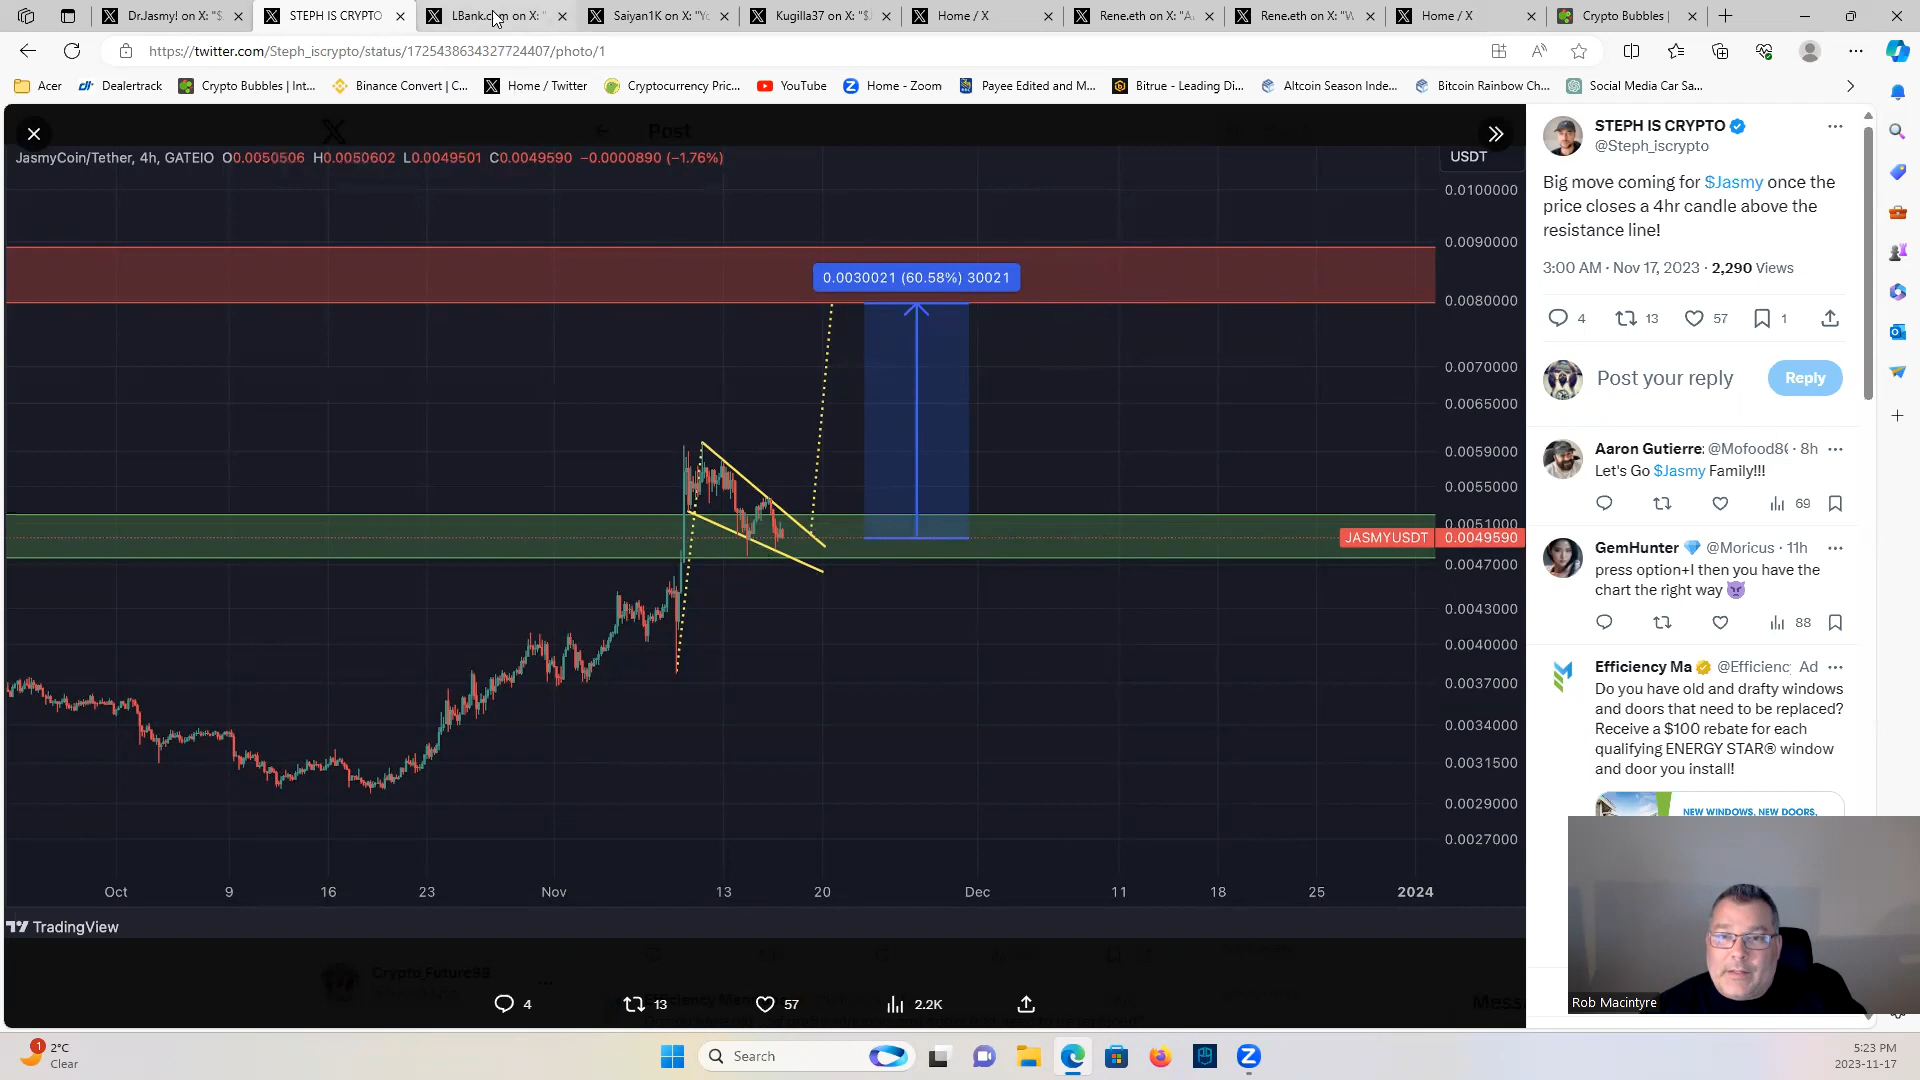 Dr.Jasmy! on X: "$
STEPH IS CRYPTO
LBank.com on X: "
Saiyan1K on X: "Yo
Kugilla37 on X: "$J
Home / X
Rene.eth on X: "A
Rene.eth on X: "W
Home / X
Crypto Bubbles |
https://twitter.com/Steph_iscrypto/status/1725438634327724407/photo/1
Acer
Dealertrack
Crypto Bubbles | Int...
Binance Convert | C...
Home / Twitter
Cryptocurrency Pric...
YouTube
Home - Zoom
Payee Edited and M...
Bitrue - Leading Di...
Altcoin Season Inde...
Bitcoin Rainbow Ch...
Social Media Car Sa...
Post
JasmyCoin/Tether, 4h, GATEIO O0.0050506 H0.0050602 L0.0049501 C0.0049590 −0.0000890 (−1.76%)
USDT
0.0100000
0.0090000
0.0030021 (60.58%) 30021
0.0080000
0.0070000
0.0065000
0.0059000
0.0055000
0.0051000
JASMYUSDT 0.0049590
0.0047000
0.0043000
0.0040000
0.0037000
0.0034000
0.0031500
0.0029000
0.0027000
Oct 9 16 23 Nov 13 20 Dec 11 18 25 2024
TradingView
Crypto_Future98
4 13 57 2.2K
STEPH IS CRYPTO
@Steph_iscrypto
Big move coming for $Jasmy once the
price closes a 4hr candle above the
resistance line!
3:00 AM · Nov 17, 2023 · 2,290 Views
4 13 57 1
Post your reply
Reply
Aaron Gutierre: @Mofood8( · 8h
Let's Go $Jasmy Family!!!
69
GemHunter 💎 @Moricus · 11h
press option+I then you have the
chart the right way 😈
88
Efficiency Ma @Efficienc Ad
Do you have old and drafty windows
and doors that need to be replaced?
Receive a $100 rebate for each
qualifying ENERGY STAR® window
and door you install!
NEW WINDOWS. NEW DOORS.
Mess
Rob Macintyre
1
2°C
Clear
Search
5:23 PM
2023-11-17